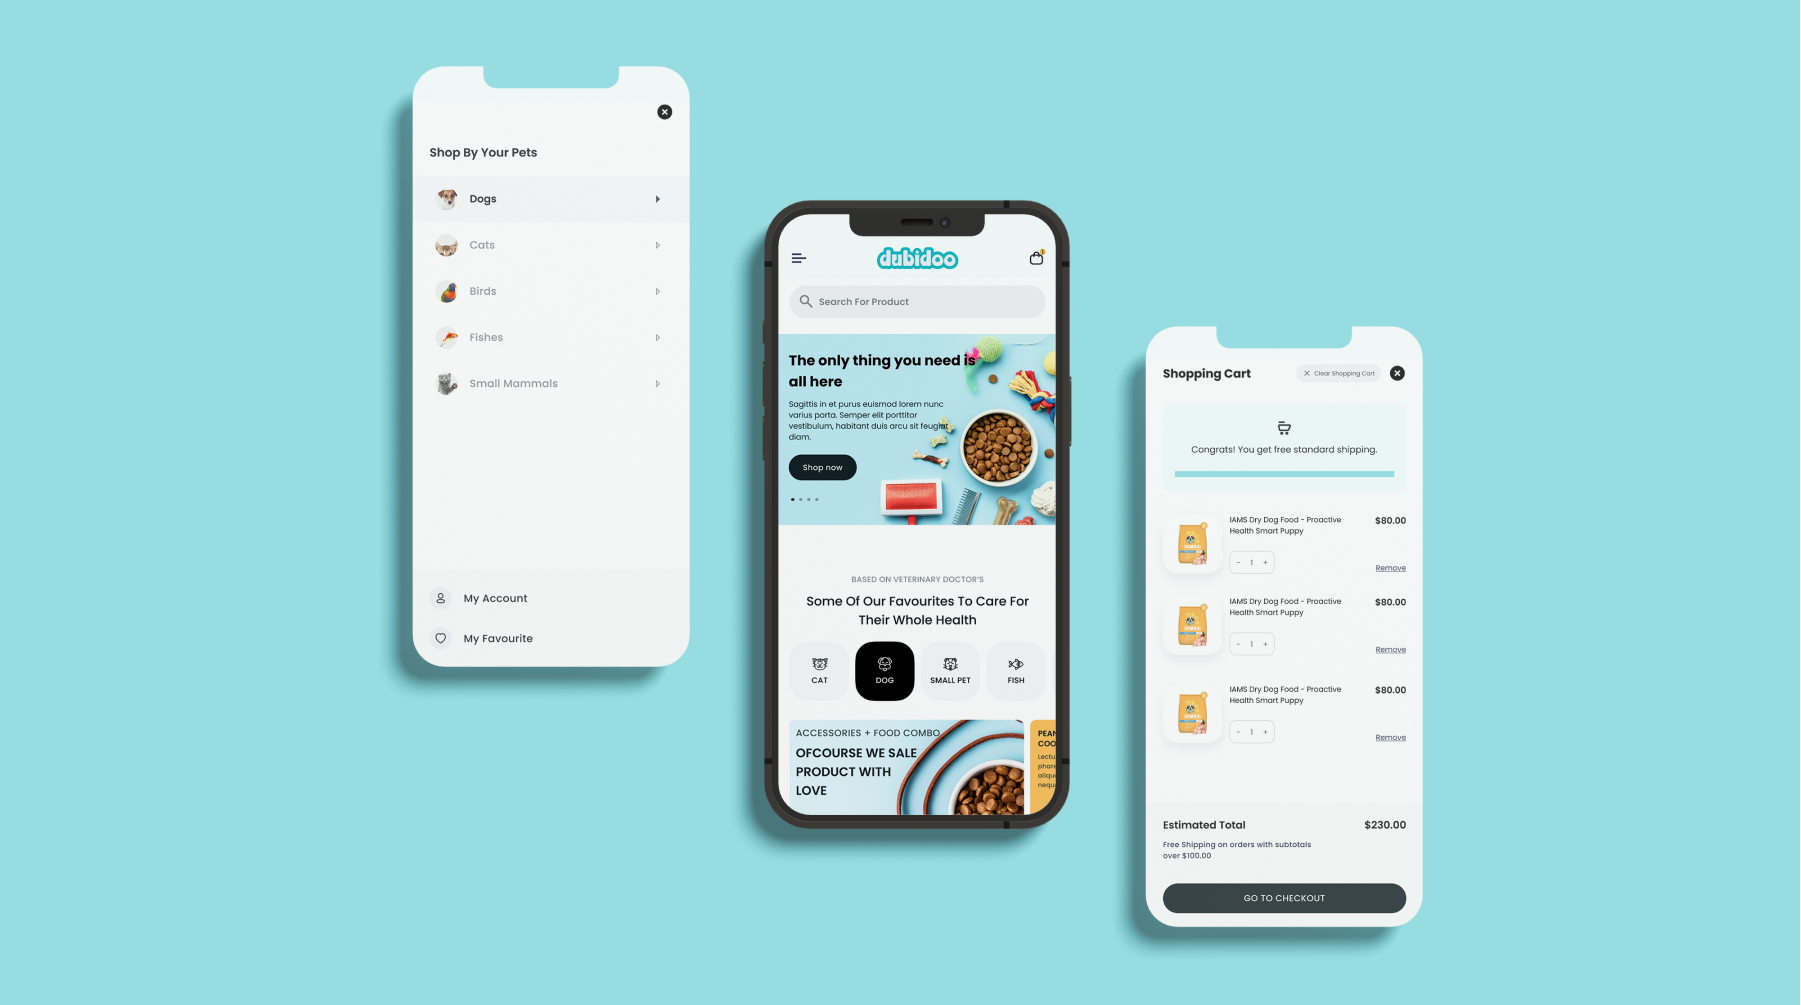 Shop By Your Pets
Dogs
Cats
Birds
Fishes
Small Mammals
My Account
My Favourite
dubidoo
Search For Product
The only thing you need is
all here
Sagittis in et purus euismod lorem nunc
varius porta. Semper elit porttitor
vestibulum, habitant duis arcu sit feugiat
diam.
Shop now
BASED ON VETERINARY DOCTOR'S
Some Of Our Favourites To Care For
Their Whole Health
CAT
DOG
SMALL PET
FISH
ACCESSORIES + FOOD COMBO
OFCOURSE WE SALE
PRODUCT WITH
LOVE
PEAN
COO
Lectu
phare
aliqu
nequ
Shopping Cart
Clear Shopping Cart
Congrats! You get free standard shipping.
IAMS Dry Dog Food - Proactive
Health Smart Puppy
$80.00
- 1 +
Remove
IAMS Dry Dog Food - Proactive
Health Smart Puppy
$80.00
- 1 +
Remove
IAMS Dry Dog Food - Proactive
Health Smart Puppy
$80.00
- 1 +
Remove
Estimated Total
$230.00
Free Shipping on orders with subtotals
over $100.00
GO TO CHECKOUT